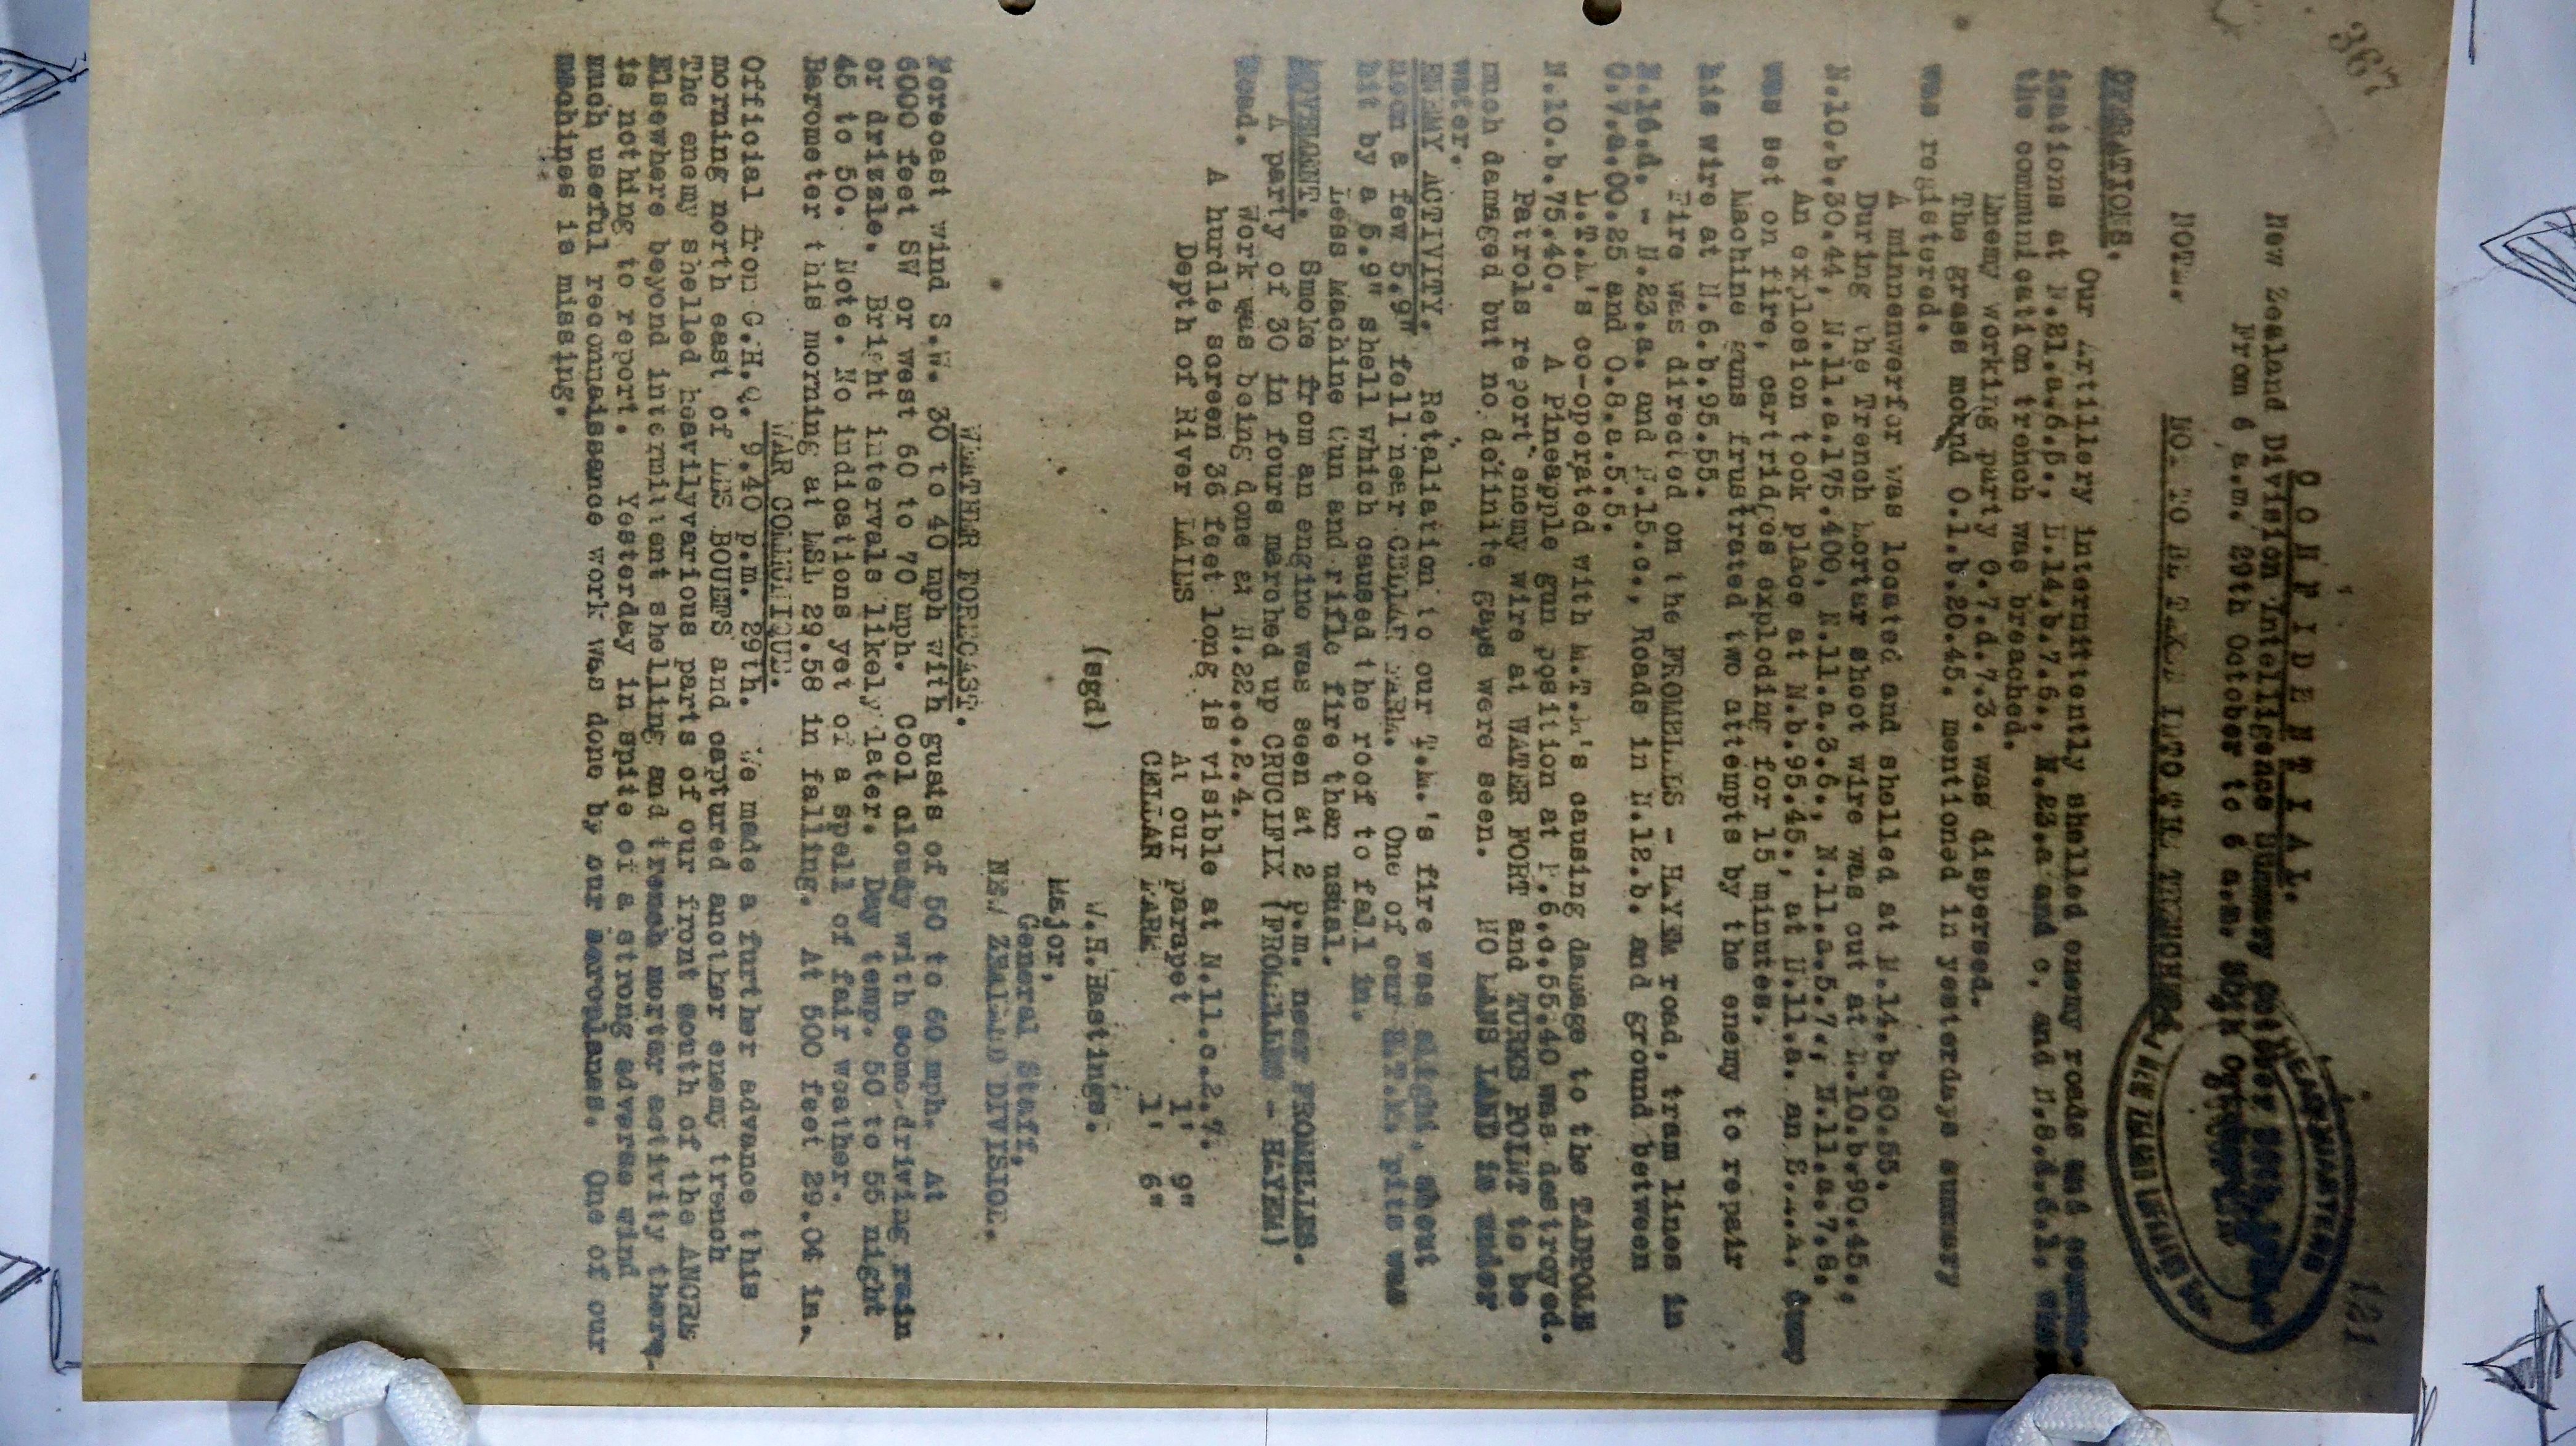 367
121
C O N F I D E N T I A L.
New Zealand Division Intelligence Summary
From 6 a.m. 29th October to 6 a.m. 30th October
HEADQUARTERS
NEW ZEALAND DIVISION
NOTE. NOT TO BE TAKEN INTO THE TRENCHES
OPERATIONS.
Our Artillery intermittently shelled enemy roads and
ications at N.21.a.6.5., N.14.b.7.6., N.23.a and c, and
the communication trench was breached.
Enemy working party O.7.d.7.3. was dispersed.
The grass mound O.1.b.20.45. mentioned in yesterdays summary
was registered.
A minnenwerfer was located and shelled at N.14.b.80.55.
During the Trench Mortar shoot wire was cut at N.10.b.90.45.,
N.10.b.30.44, N.11.a.175.400, N.11.a.3.6., N.11.a.5.7., N.11.a.7.8.
An explosion took place at N.b.95.45., at N.11.a. an S.A.A. dump
was set on fire, cartridges exploding for 15 minutes.
Machine guns frustrated two attempts by the enemy to repair
his wire at N.6.b.95.55.
Fire was directed on the FROMELLES - HAYEM road, tram lines in
N.16.d. - N.23.a. and N.15.c., Roads in N.12.b. and ground between
O.7.a.00.25 and O.8.a.5.5.
L.T.M's co-operated with M.T.M's causing damage to the TADPOLE
N.10.b.75.40. A Pineapple gun position at N.6.c.55.40 was destroyed.
Patrols report enemy wire at WATER FORT and TURKS POINT to be
much damaged but no definite gaps were seen. NO MANS LAND is under
water.
ENEMY ACTIVITY. Retaliation to our T.M.'s fire was slight, about
noon a few 5.9" fell near CELLAR FARM. One of our pits was
hit by a 5.9" shell which caused the roof to fall in.
Less Machine Gun and rifle fire then usual.
MOVEMENT. Smoke from an engine was seen at 2 p.m. near FROMELLES.
A party of 30 in fours marched up CRUCIFIX (FROMELLES - HAYEM)
Road. Work was being done at N.22.c.2.4.
A hurdle screen 36 feet long is visible at N.11.c.2.7.
Depth of River LAIES At our parapet 1' 9"
CELLAR FARM 1' 6"
(sgd) W.H.Hastings.
Major,
General Staff,
NEW ZEALAND DIVISION.
WEATHER FORECAST.
Forecast wind S.W. 30 to 40 mph with gusts of 50 to 60 mph. At
6000 feet SW or west 60 to 70 mph. Cool cloudy with some driving rain
or drizzle. Bright intervals likely later. Day temp. 50 to 55 night
45 to 50. Note. No indications yet of a spell of fair weather.
Barometer this morning at MSL 29.58 in falling. At 500 feet 29.04 in.
WAR COMMUNIQUE.
Official from G.H.Q. 9.40 p.m. 29th. We made a further advance this
morning north east of LES BOUEFS and captured another enemy trench
The enemy shelled heavilyvarious parts of our front south of the ANCRE
Elsewhere beyond intermittent shelling and trench mortar activity there
is nothing to report. Yesterday in spite of a strong adverse wind
much useful reconnaissance work was done by our aeroplanes. One of our
machines is missing.